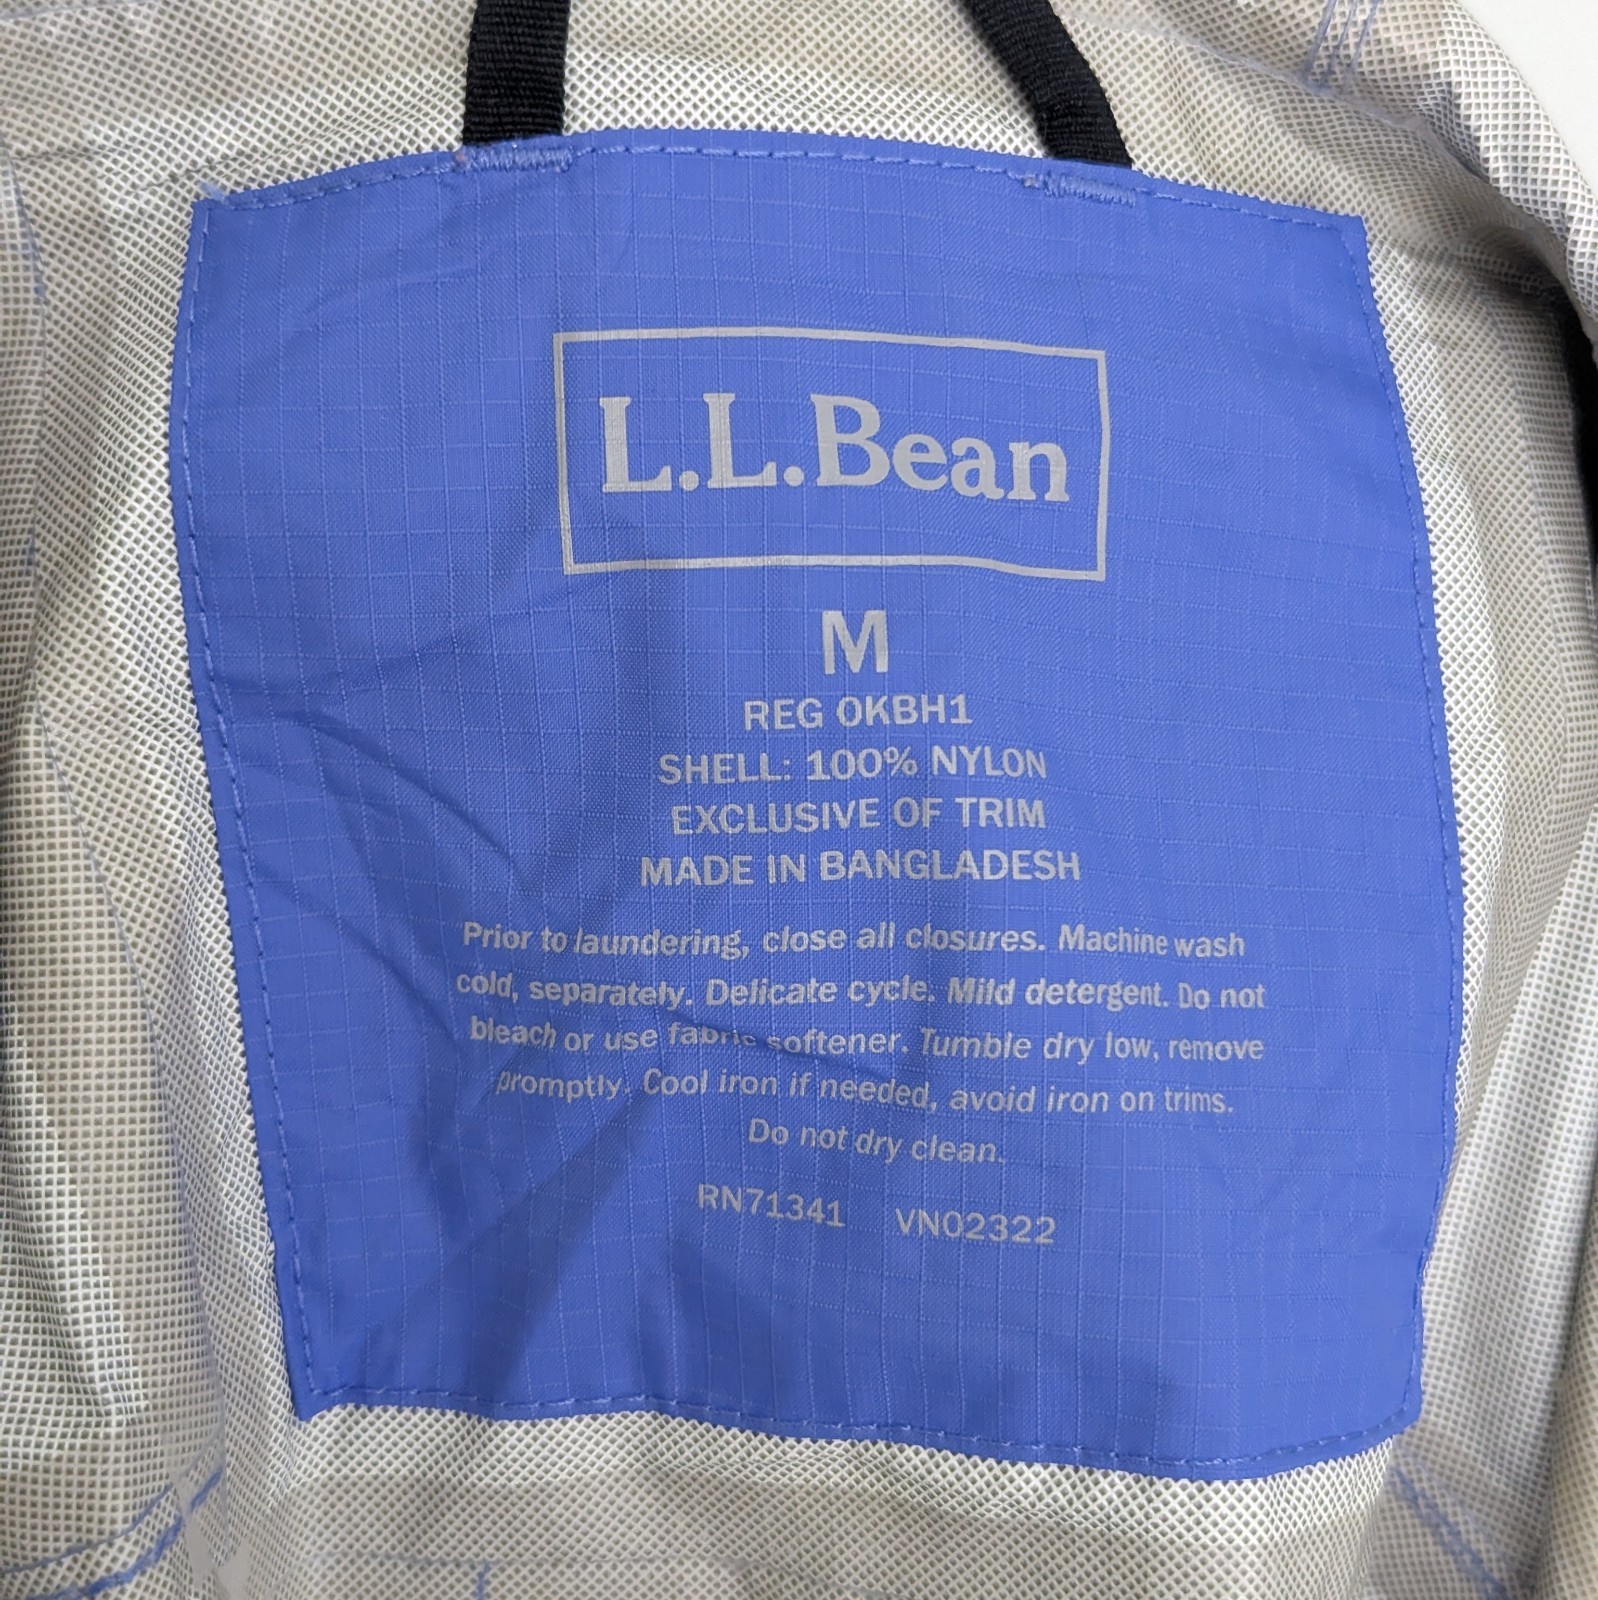 L.L.Bean
M
REG OKBH1
SHELL: 100% NYLON
EXCLUSIVE OF TRIM
MADE IN BANGLADESH
Prior to laundering, close all closures. Machine wash
cold, separately. Delicate cycle. Mild detergent. Do not
bleach or use fabric softener. Tumble dry low, remove
promptly. Cool iron if needed, avoid iron on trims.
Do not dry clean.
RN71341 VN02322